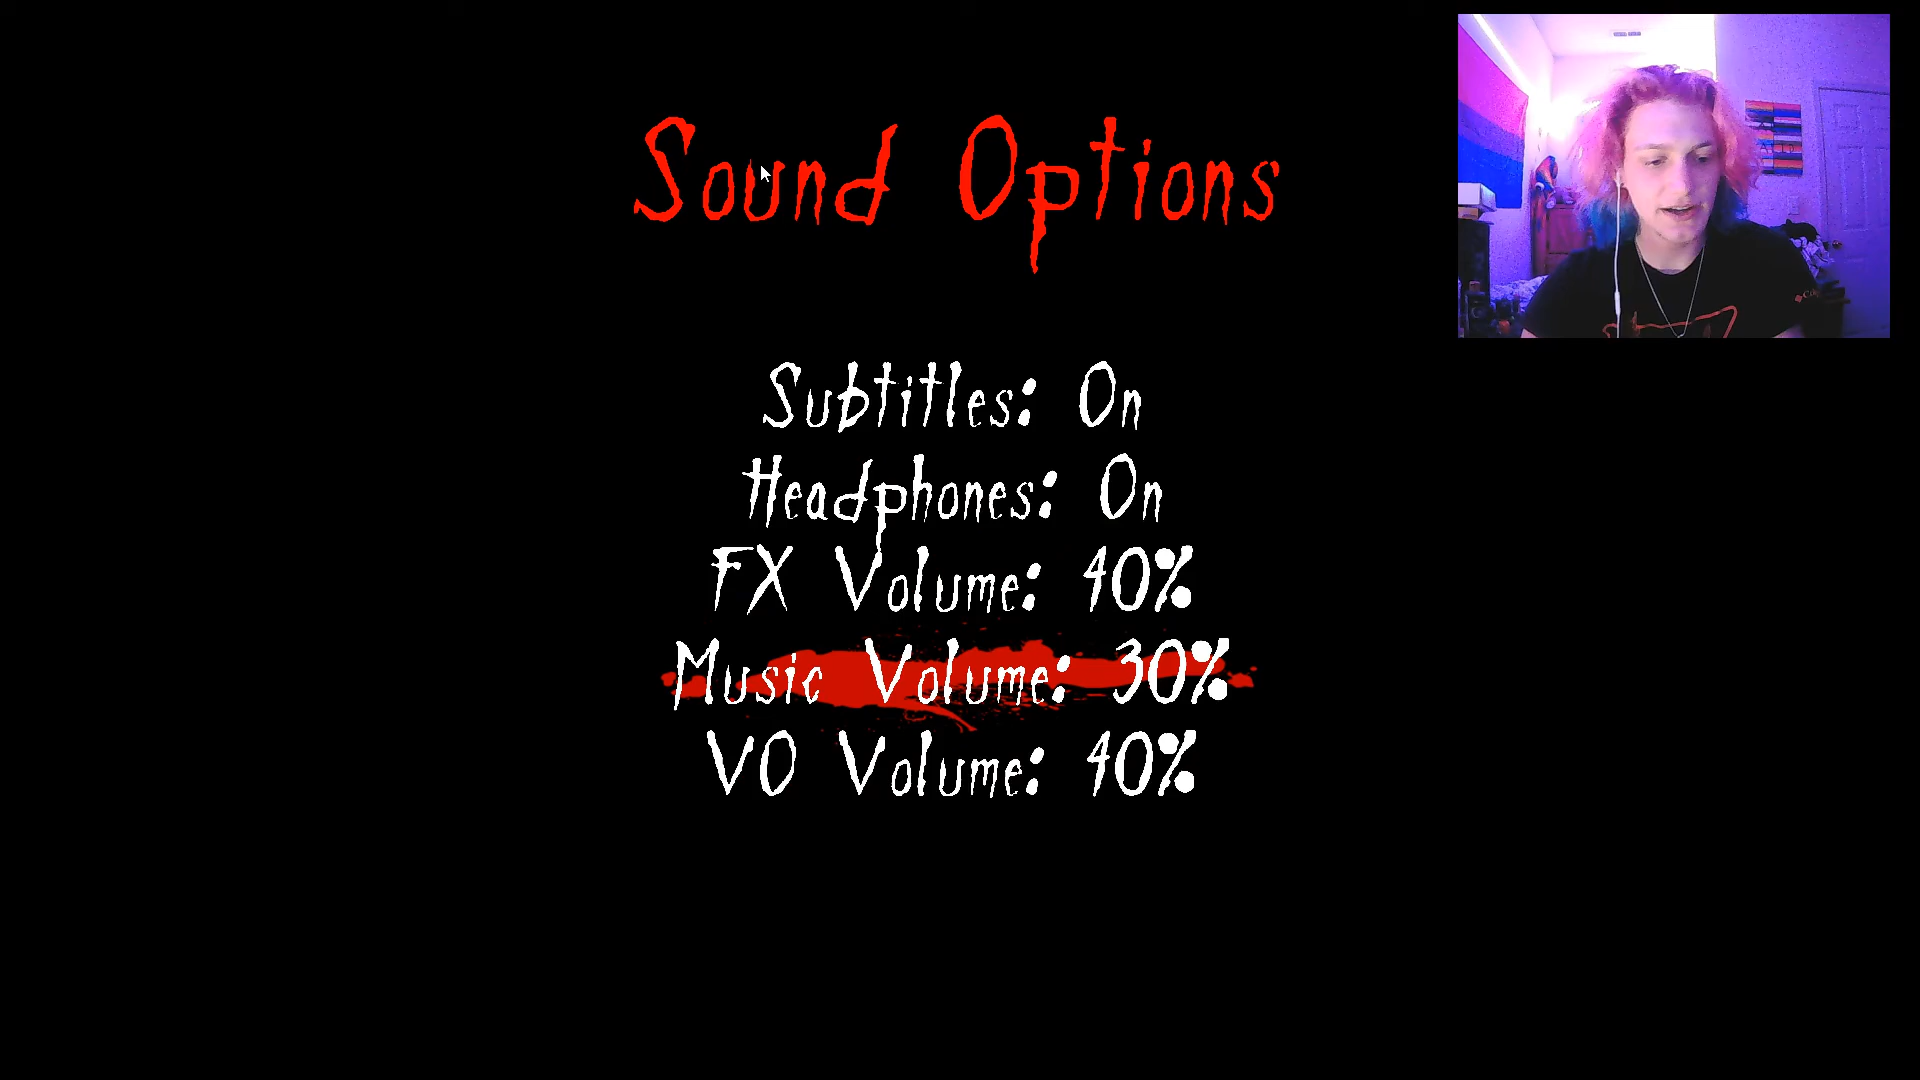 Sound Options
Subtitles: On
Headphones: On
FX Volume: 40%
Music Volume: 30%
VO Volume: 40%